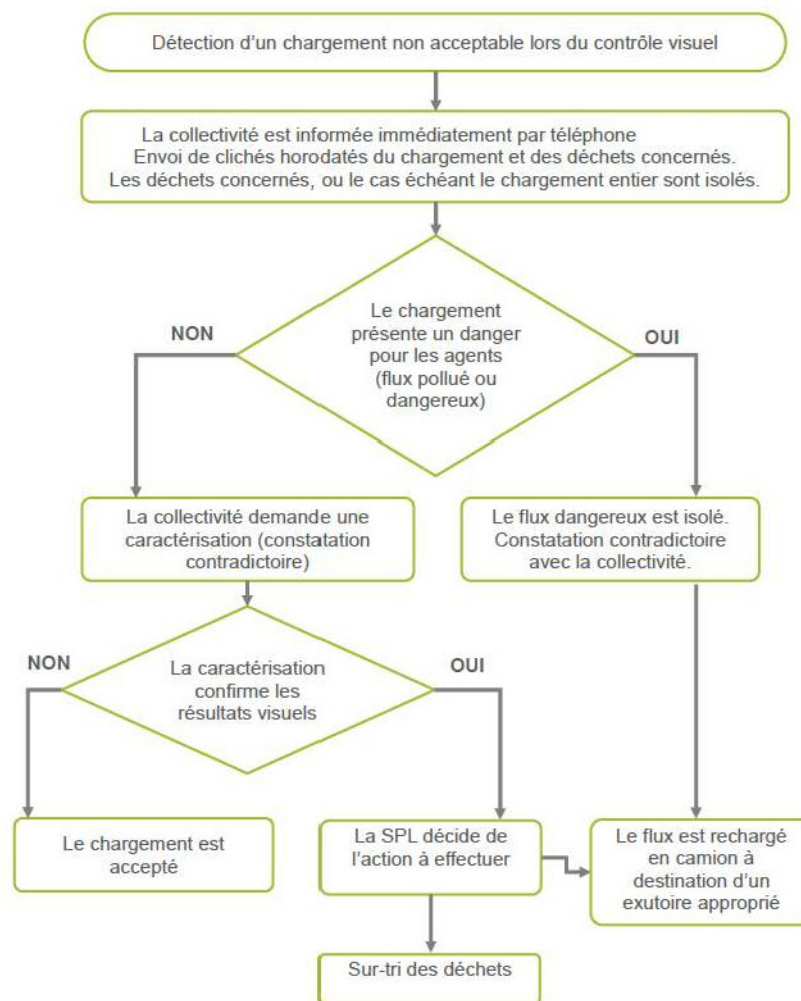 Détection d'un chargement non acceptable lors du contrôle visuel
La collectivité est informée immédiatement par téléphone
Envoi de clichés horodatés du chargement et des déchets concernés.
Les déchets concernés, ou le cas échéant le chargement entier sont isolés.
Le chargement
présente un danger
pour les agents
(flux pollué ou
dangereux)
NON
OUI
La collectivité demande une
caractérisation (constatation
contradictoire)
Le flux dangereux est isolé.
Constatation contradictoire
avec la collectivité.
NON
OUI
La caractérisation
confirme les
résultats visuels
Le chargement est
accepté
La SPL décide de
l'action à effectuer
Le flux est rechargé
en camion à
destination d'un
exutoire approprié
Sur-tri des déchets